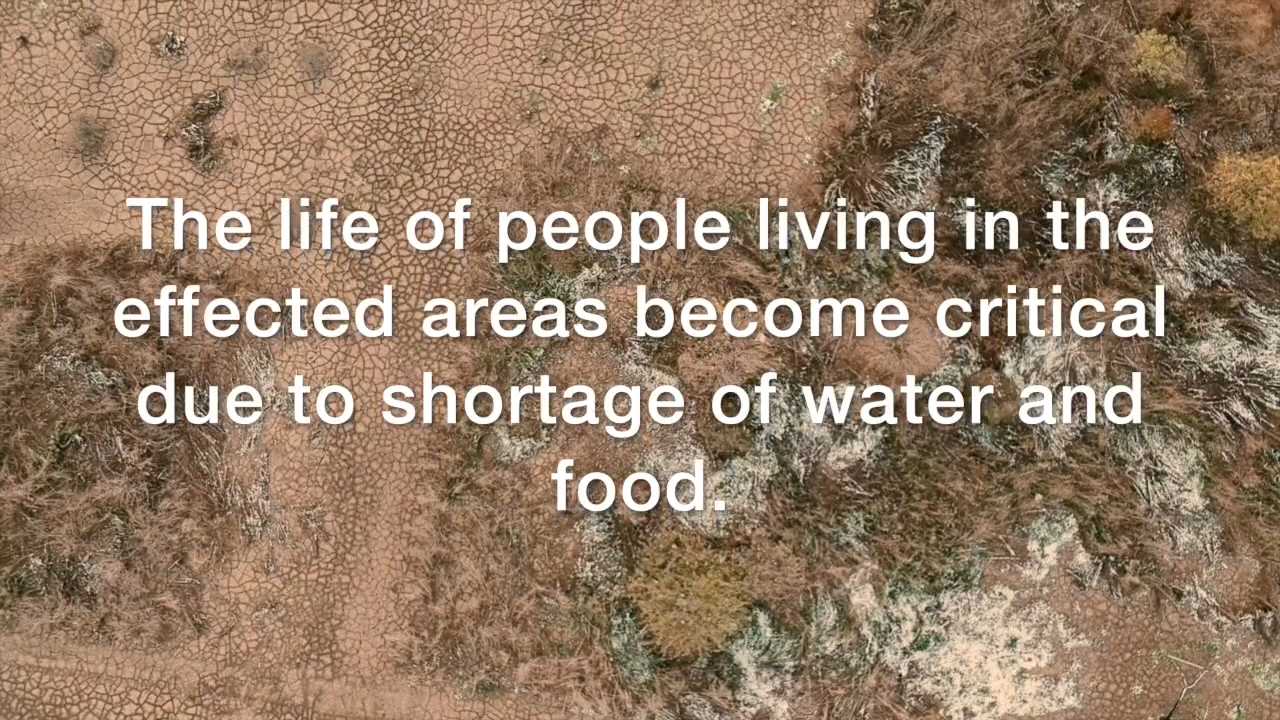 The life of people living in the
effected areas become critical
due to shortage of water and
food.